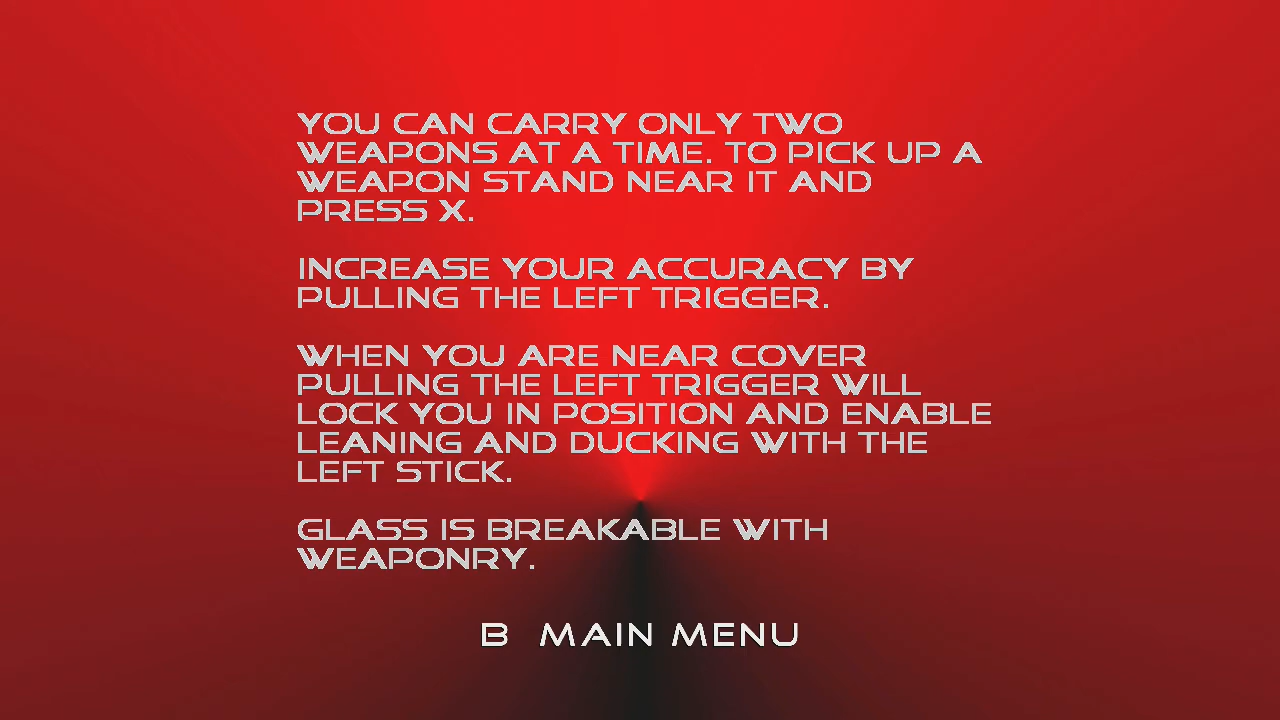 YOU CAN CARRY ONLY TWO
WEAPONS AT A TIME. TO PICK UP A
WEAPON STAND NEAR IT AND
PRESS X.
INCREASE YOUR ACCURACY BY
PULLING THE LEFT TRIGGER.
WHEN YOU ARE NEAR COVER
PULLING THE LEFT TRIGGER WILL
LOCK YOU IN POSITION AND ENABLE
LEANING AND DUCKING WITH THE
LEFT STICK.
GLASS IS BREAKABLE WITH
WEAPONRY.
B MAIN MENU